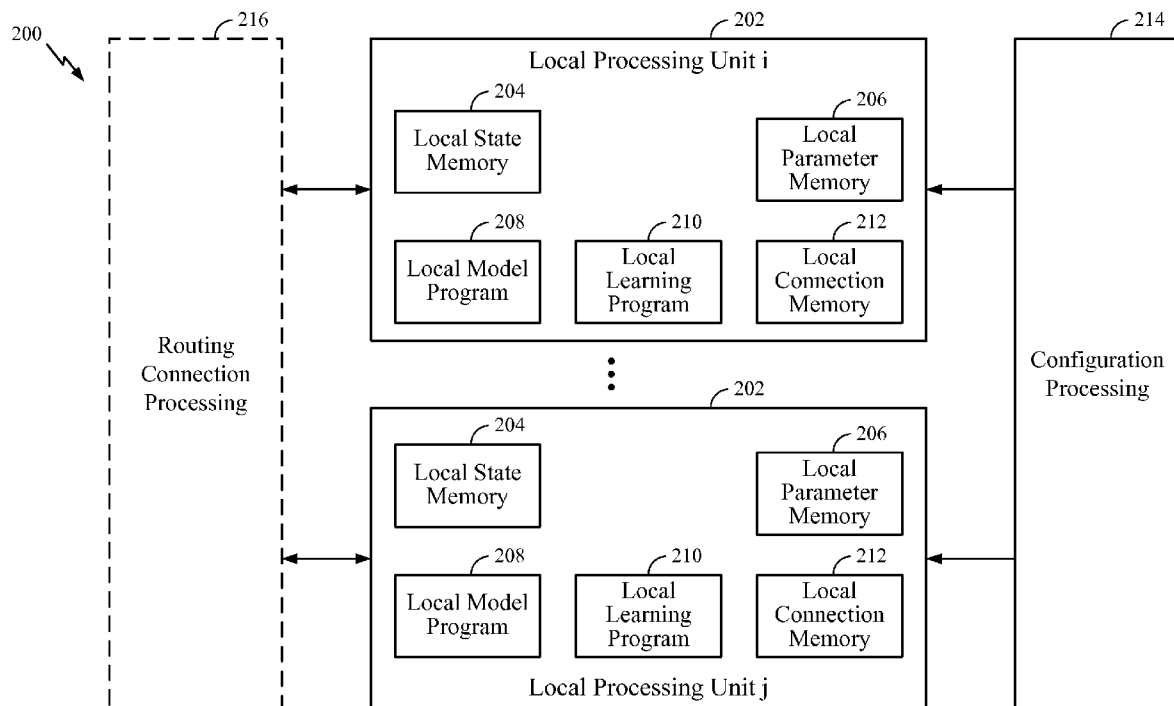 200
216
202
214
Local Processing Unit i
204
Local State
Memory
206
Local
Parameter
Memory
208
Local Model
Program
210
Local
Learning
Program
212
Local
Connection
Memory
Routing
Connection
Processing
Configuration
Processing
202
204
Local State
Memory
206
Local
Parameter
Memory
208
Local Model
Program
210
Local
Learning
Program
212
Local
Connection
Memory
Local Processing Unit j